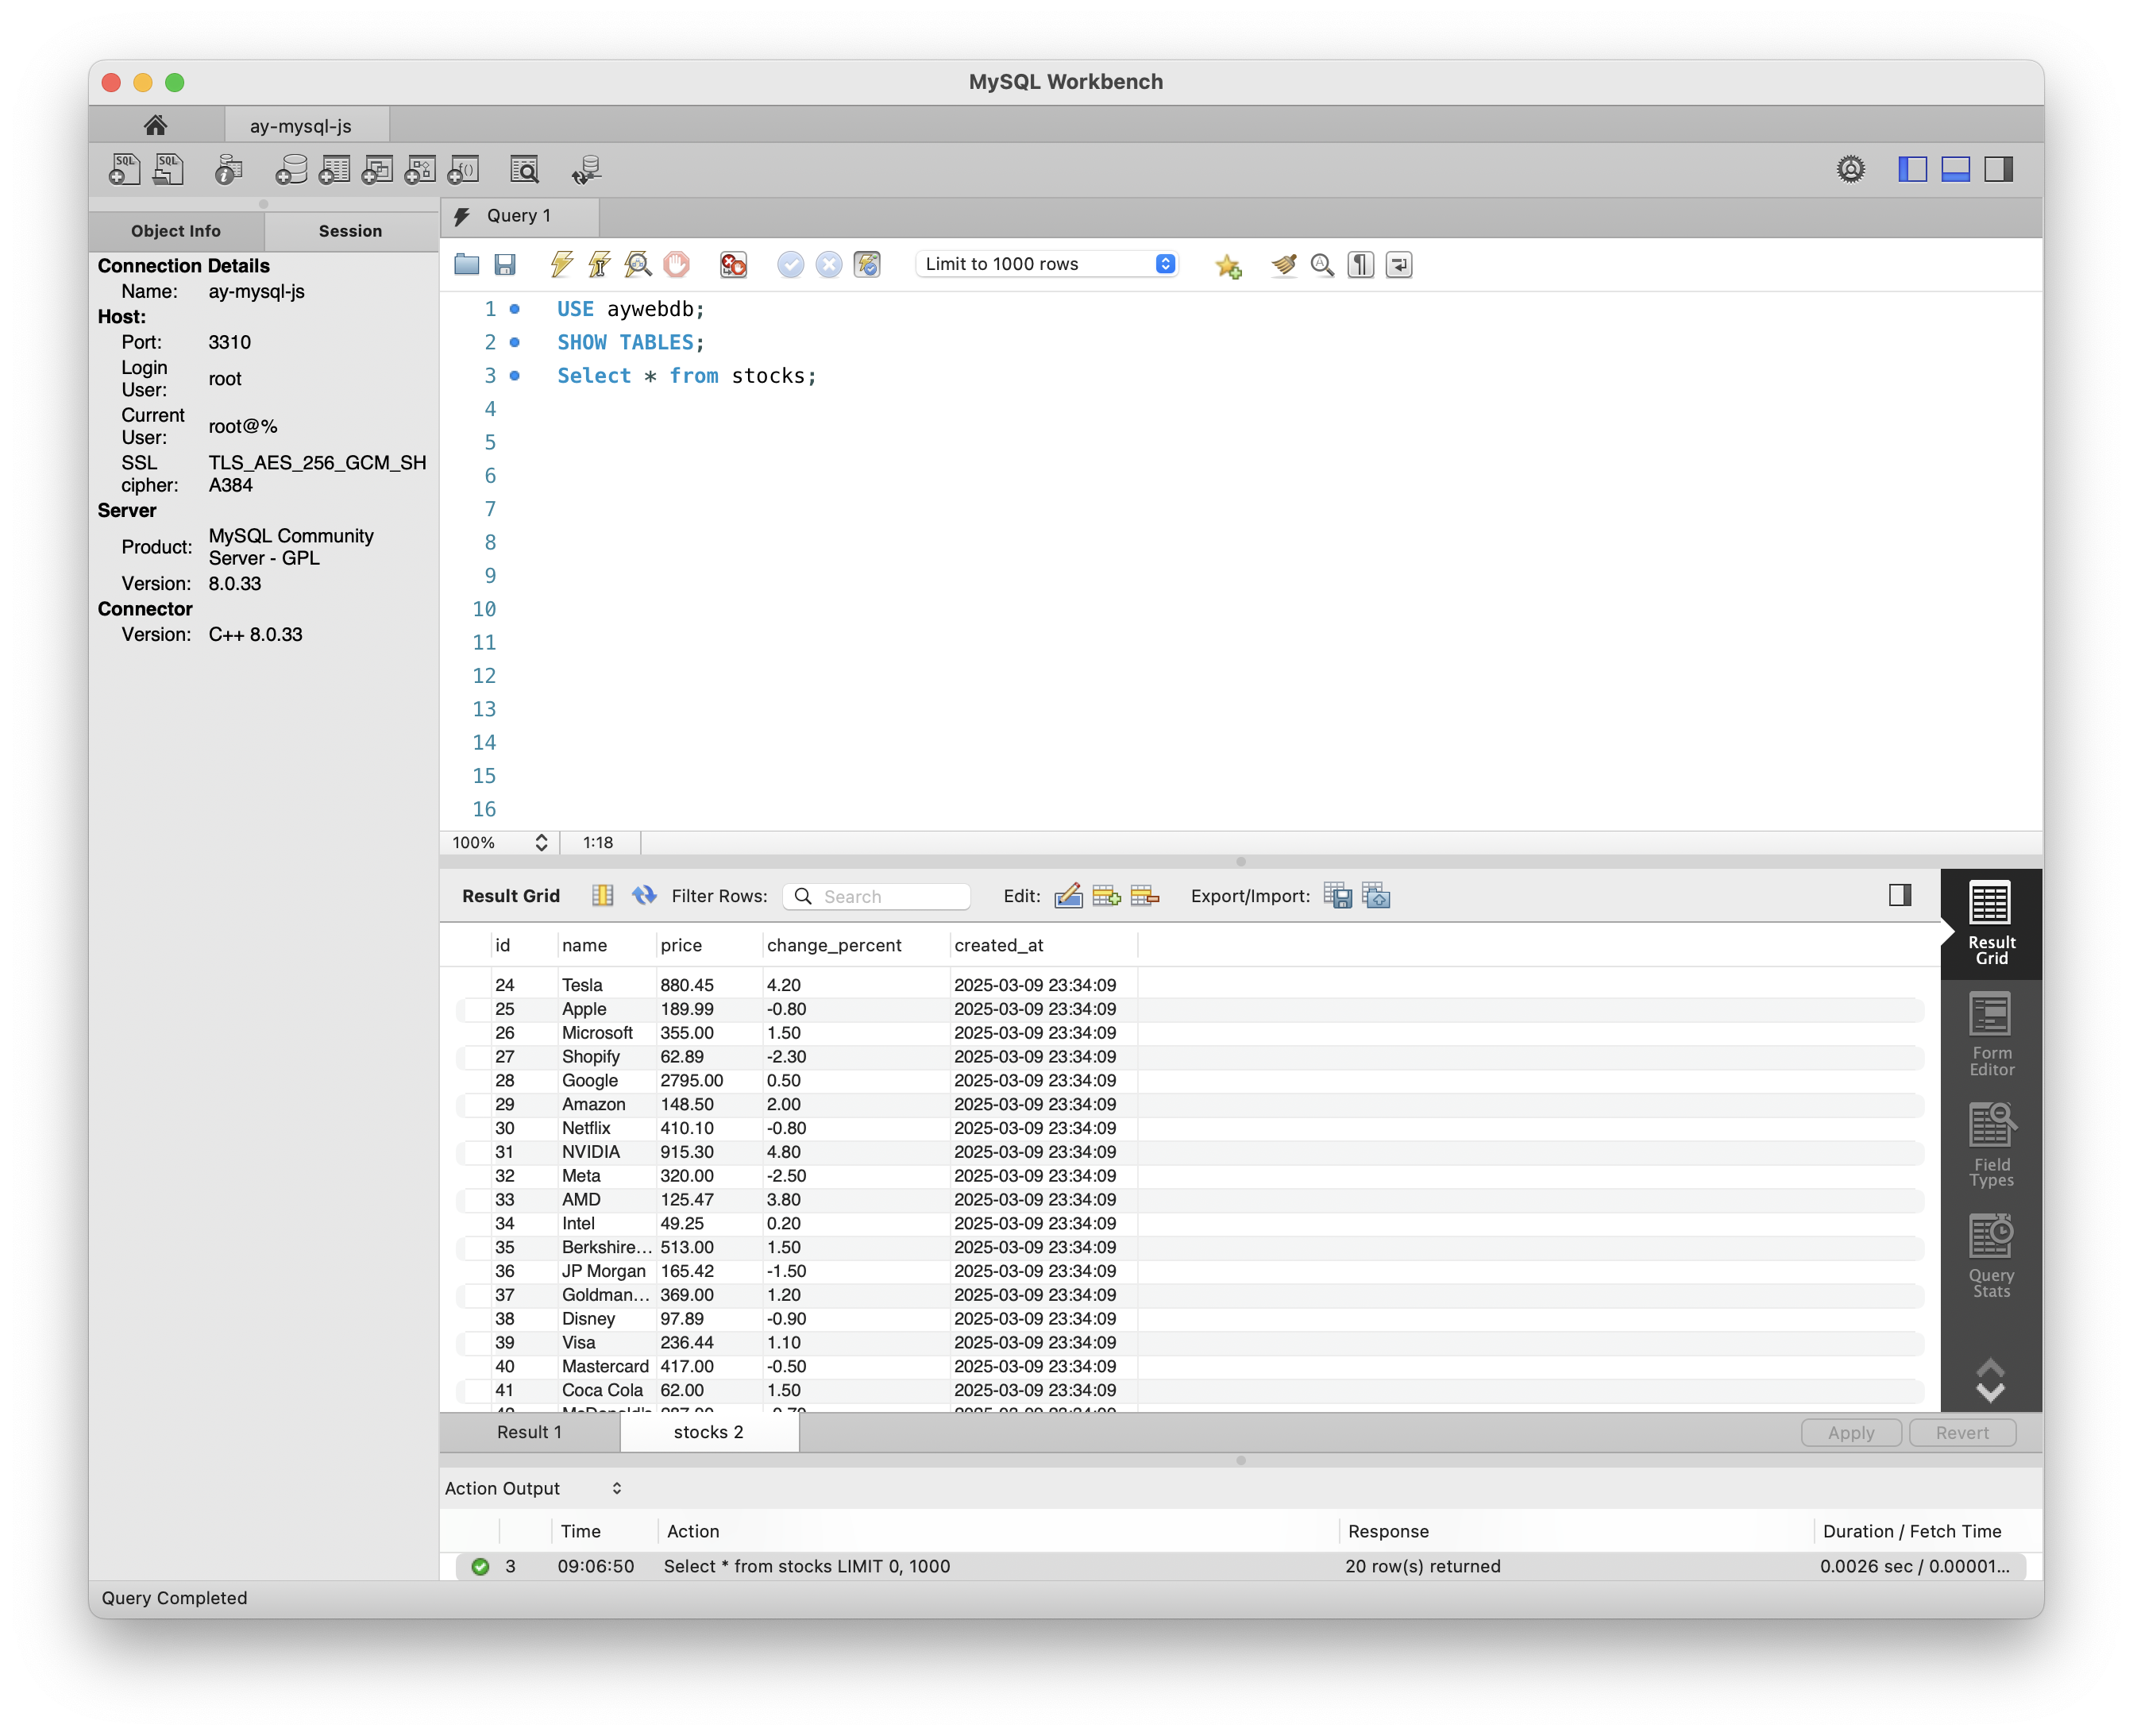 MySQL Workbench
ay-mysql-js
Object Info Session
Connection Details
Name: ay-mysql-js
Host:
Port: 3310
Login User: root
Current User: root@%
SSL cipher: TLS_AES_256_GCM_SHA384
Server
Product: MySQL Community Server - GPL
Version: 8.0.33
Connector
Version: C++ 8.0.33
Query 1
Limit to 1000 rows
1 USE aywebdb;
2 SHOW TABLES;
3 Select * from stocks;
4
5
6
7
8
9
10
11
12
13
14
15
16
100% 1:18
Result Grid Filter Rows: Search Edit: Export/Import:
id name price change_percent created_at
24 Tesla 880.45 4.20 2025-03-09 23:34:09
25 Apple 189.99 -0.80 2025-03-09 23:34:09
26 Microsoft 355.00 1.50 2025-03-09 23:34:09
27 Shopify 62.89 -2.30 2025-03-09 23:34:09
28 Google 2795.00 0.50 2025-03-09 23:34:09
29 Amazon 148.50 2.00 2025-03-09 23:34:09
30 Netflix 410.10 -0.80 2025-03-09 23:34:09
31 NVIDIA 915.30 4.80 2025-03-09 23:34:09
32 Meta 320.00 -2.50 2025-03-09 23:34:09
33 AMD 125.47 3.80 2025-03-09 23:34:09
34 Intel 49.25 0.20 2025-03-09 23:34:09
35 Berkshire... 513.00 1.50 2025-03-09 23:34:09
36 JP Morgan 165.42 -1.50 2025-03-09 23:34:09
37 Goldman... 369.00 1.20 2025-03-09 23:34:09
38 Disney 97.89 -0.90 2025-03-09 23:34:09
39 Visa 236.44 1.10 2025-03-09 23:34:09
40 Mastercard 417.00 -0.50 2025-03-09 23:34:09
41 Coca Cola 62.00 1.50 2025-03-09 23:34:09
Result Grid
Form Editor
Field Types
Query Stats
Result 1 stocks 2 Apply Revert
Action Output
Time Action Response Duration / Fetch Time
3 09:06:50 Select * from stocks LIMIT 0, 1000 20 row(s) returned 0.0026 sec / 0.00001...
Query Completed